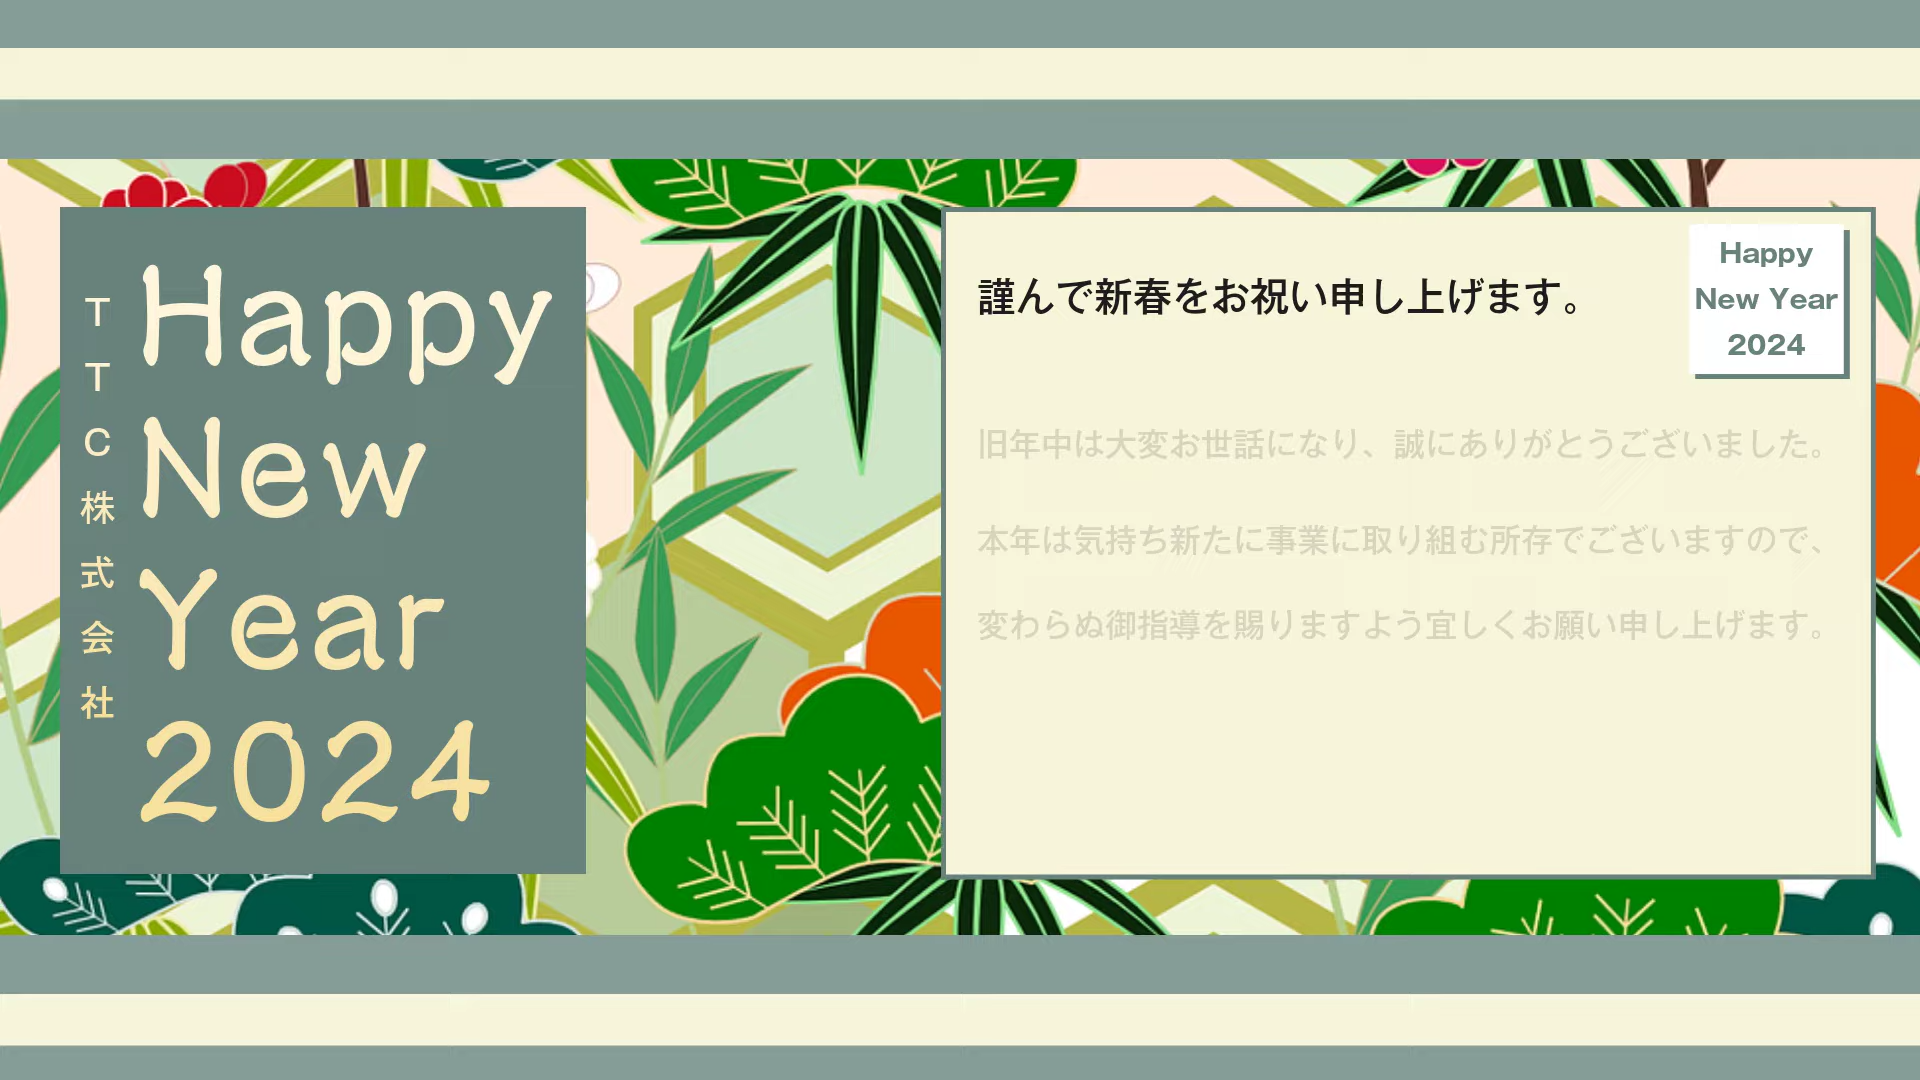 TTC株式会社
Happy
New
Year
2024
謹んで新春をお祝い申し上げます。
Happy
New Year
2024
旧年中は大変お世話になり、誠にありがとうございました。
本年は気持ち新たに事業に取り組む所存でございますので、
変わらぬ御指導を賜りますよう宜しくお願い申し上げます。